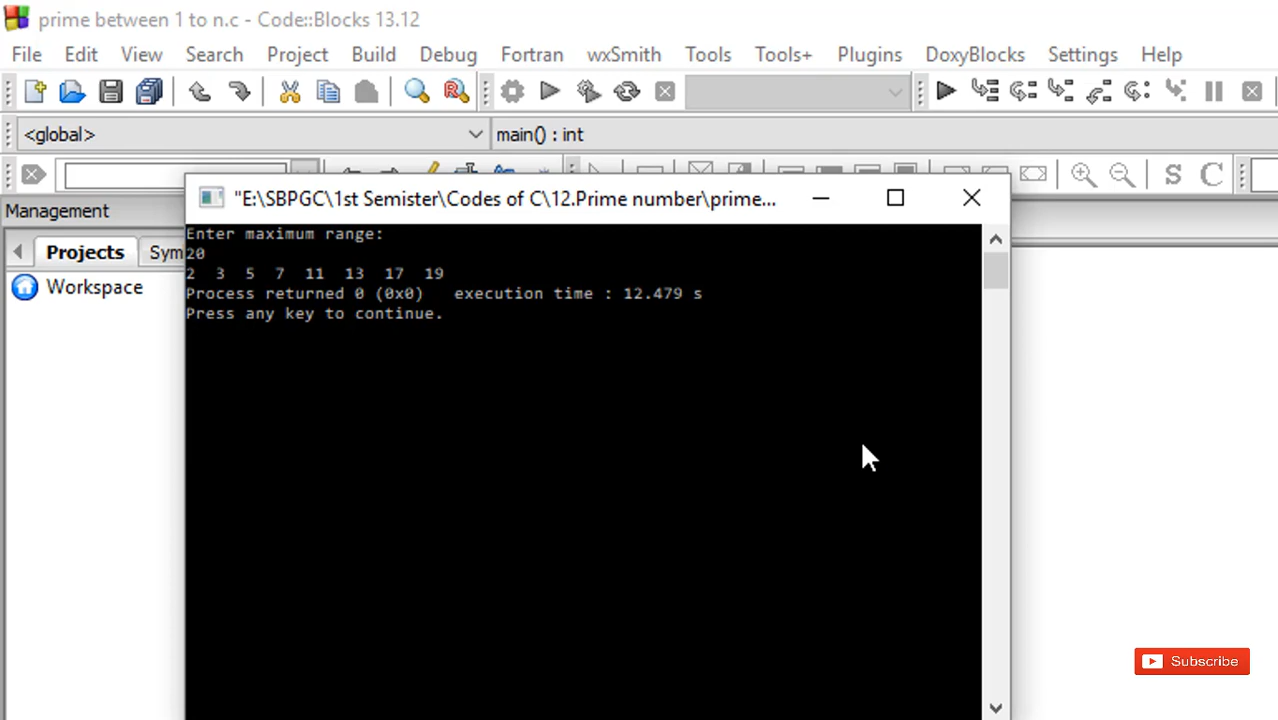 prime between 1 to n.c - Code::Blocks 13.12
File Edit View Search Project Build Debug Fortran wxSmith Tools Tools+ Plugins DoxyBlocks Settings Help
<global> main() : int
S C
"E:\SBPGC\1st Semister\Codes of C\12.Prime number\prime...
Management
Projects Sym
Workspace
Enter maximum range:
20
2 3 5 7 11 13 17 19
Process returned 0 (0x0) execution time : 12.479 s
Press any key to continue.
Subscribe